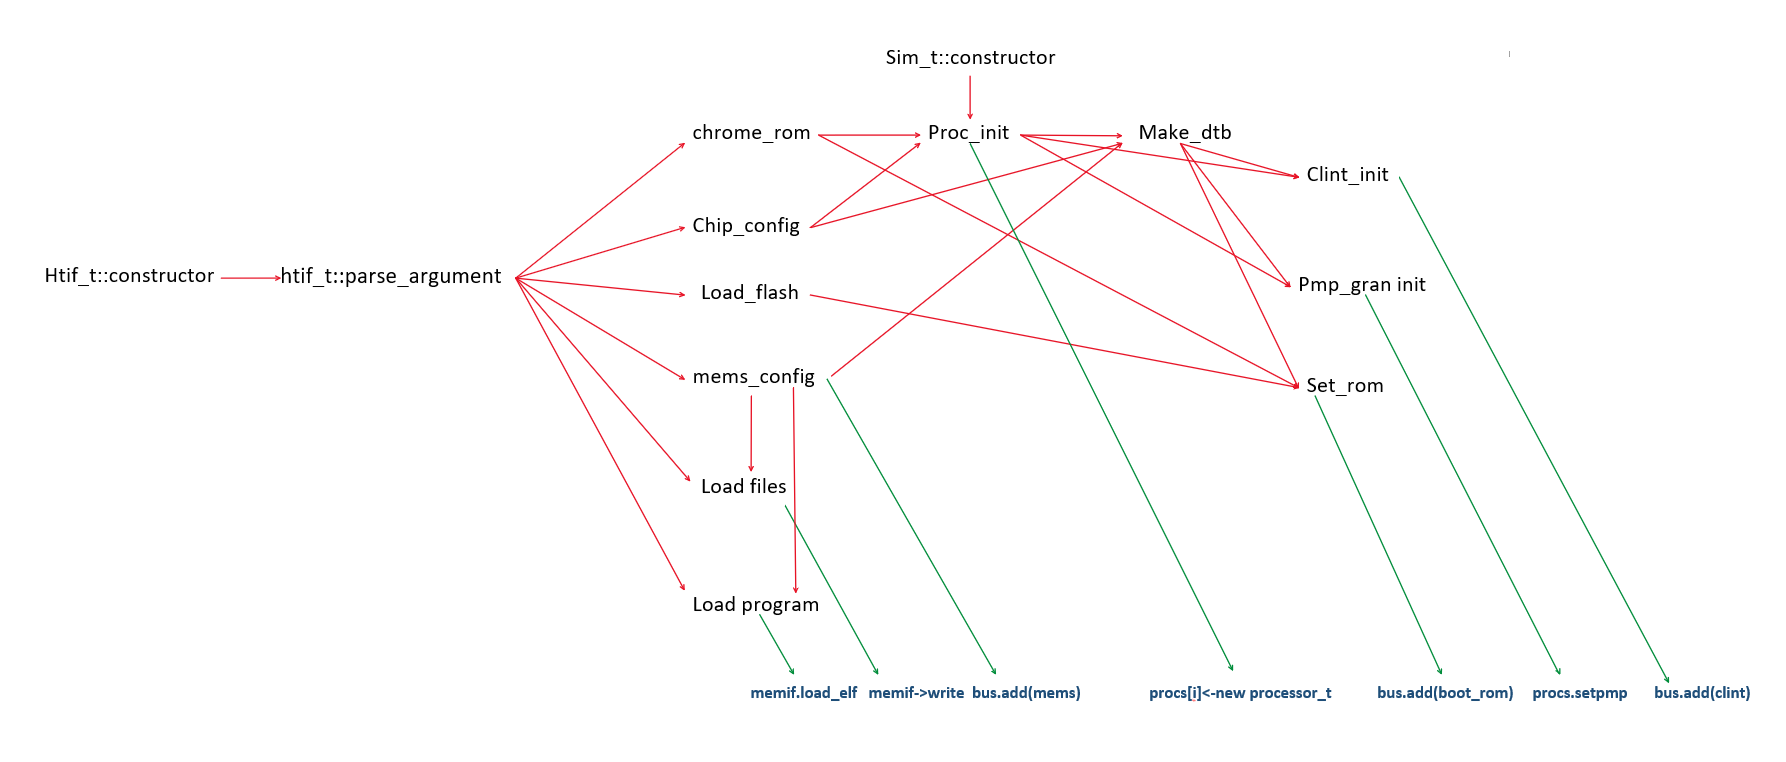 Sim_t::constructor
chrome_rom
Proc_init
Make_dtb
Clint_init
Chip_config
Htif_t::constructor
htif_t::parse_argument
Load_flash
Pmp_gran init
mems_config
Set_rom
Load files
Load program
memif.load_elf
memif->write
bus.add(mems)
procs[i]<-new processor_t
bus.add(boot_rom)
procs.setpmp
bus.add(clint)